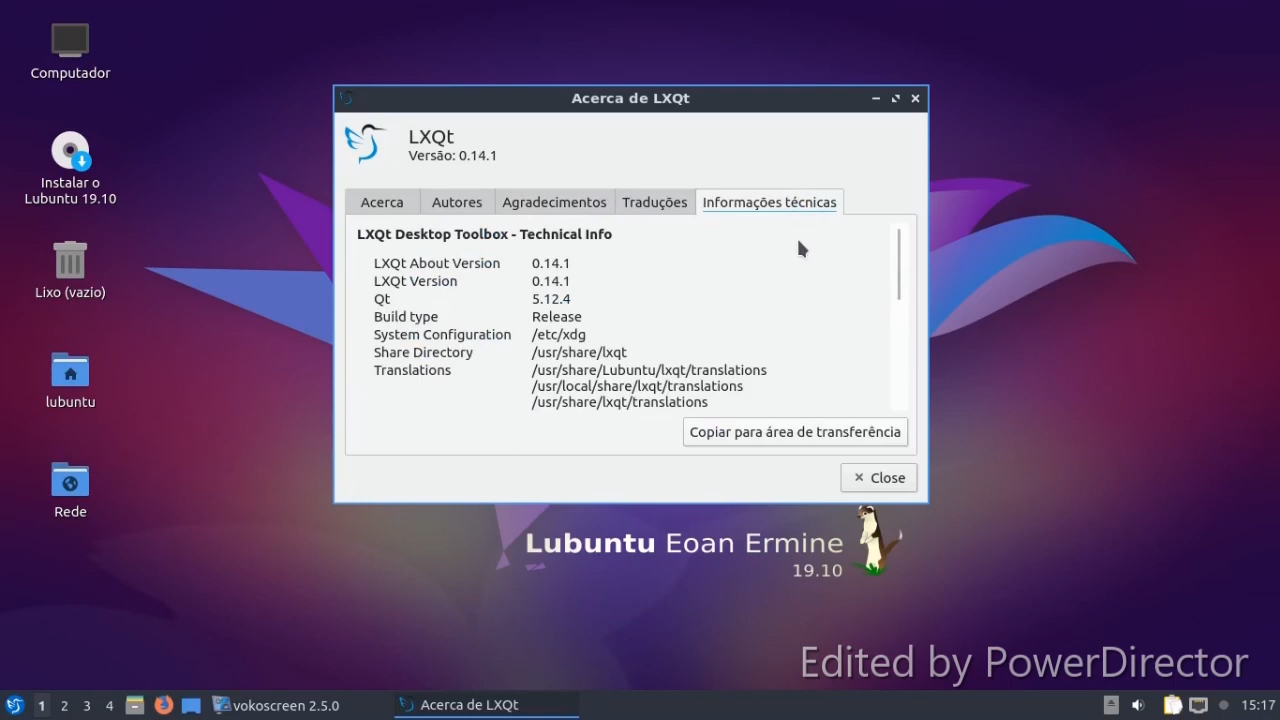 Computador
Instalar o
Lubuntu 19.10
Lixo (vazio)
lubuntu
Rede
Acerca de LXQt
LXQt
Versão: 0.14.1
Acerca Autores Agradecimentos Traduções Informações técnicas
LXQt Desktop Toolbox - Technical Info
LXQt About Version 0.14.1
LXQt Version 0.14.1
Qt 5.12.4
Build type Release
System Configuration /etc/xdg
Share Directory /usr/share/lxqt
Translations /usr/share/Lubuntu/lxqt/translations
/usr/local/share/lxqt/translations
/usr/share/lxqt/translations
Copiar para área de transferência
Close
Lubuntu Eoan Ermine
19.10
Edited by PowerDirector
1 2 3 4 vokoscreen 2.5.0 Acerca de LXQt 15:17